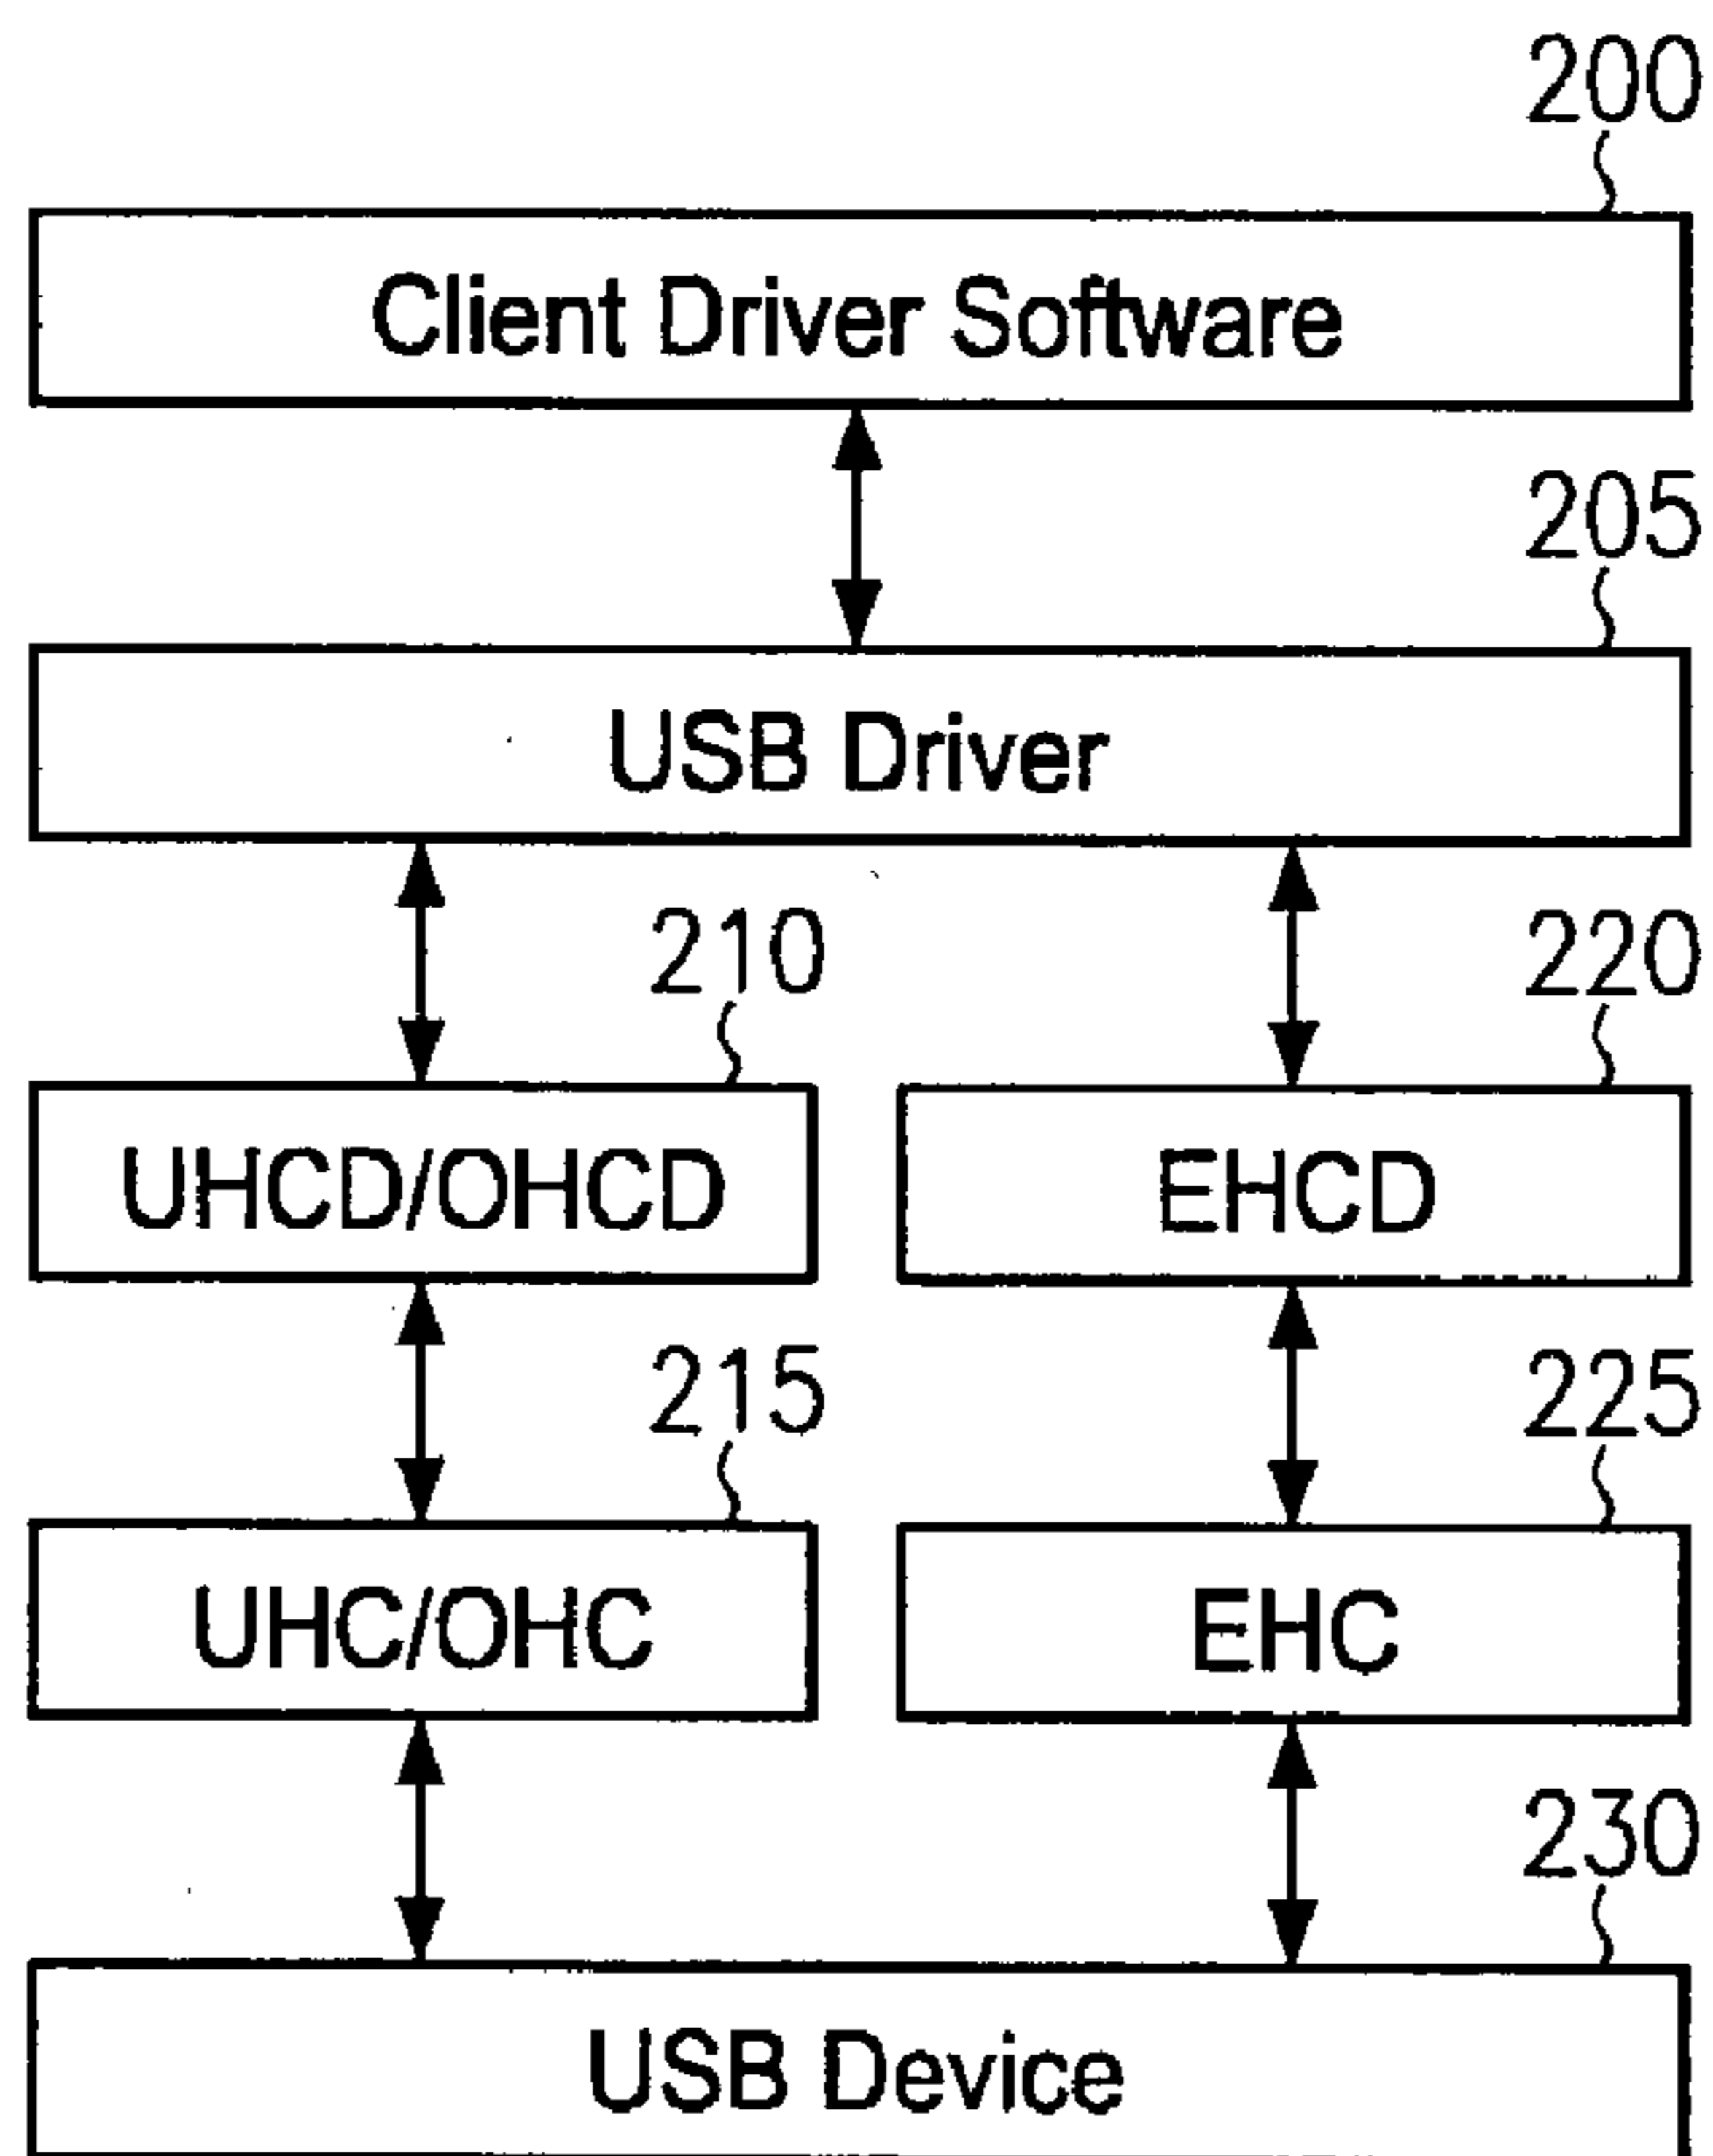 200
Client Driver Software
205
USB Driver
210
220
UHCD/OHCD
EHCD
215
225
UHC/OHC
EHC
230
USB Device